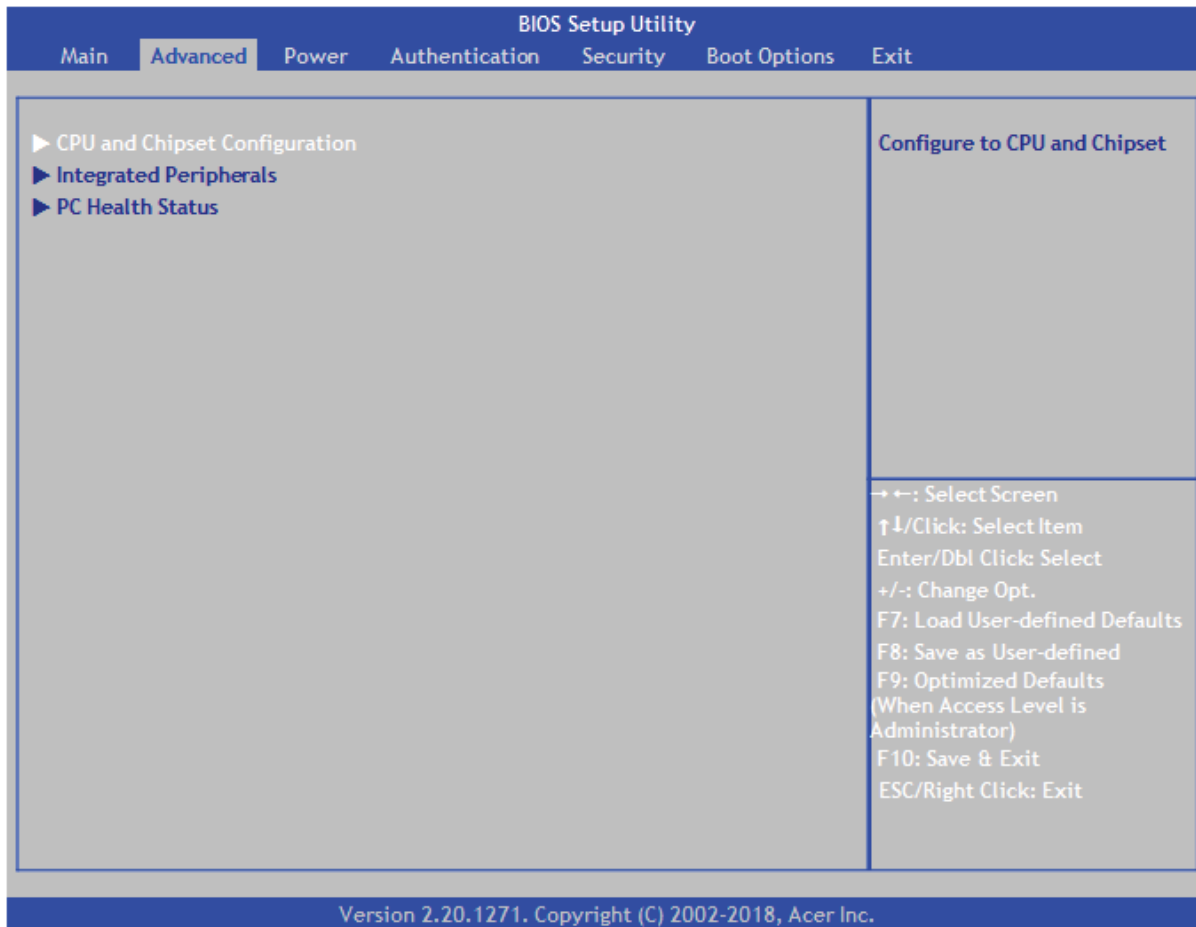 BIOS Setup Utility
Main Advanced Power Authentication Security Boot Options Exit
▶ CPU and Chipset Configuration
▶ Integrated Peripherals
▶ PC Health Status
Configure to CPU and Chipset
→ ←: Select Screen
↑↓/Click: Select Item
Enter/Dbl Click: Select
+/-: Change Opt.
F7: Load User-defined Defaults
F8: Save as User-defined
F9: Optimized Defaults
(When Access Level is
Administrator)
F10: Save & Exit
ESC/Right Click: Exit
Version 2.20.1271. Copyright (C) 2002-2018, Acer Inc.